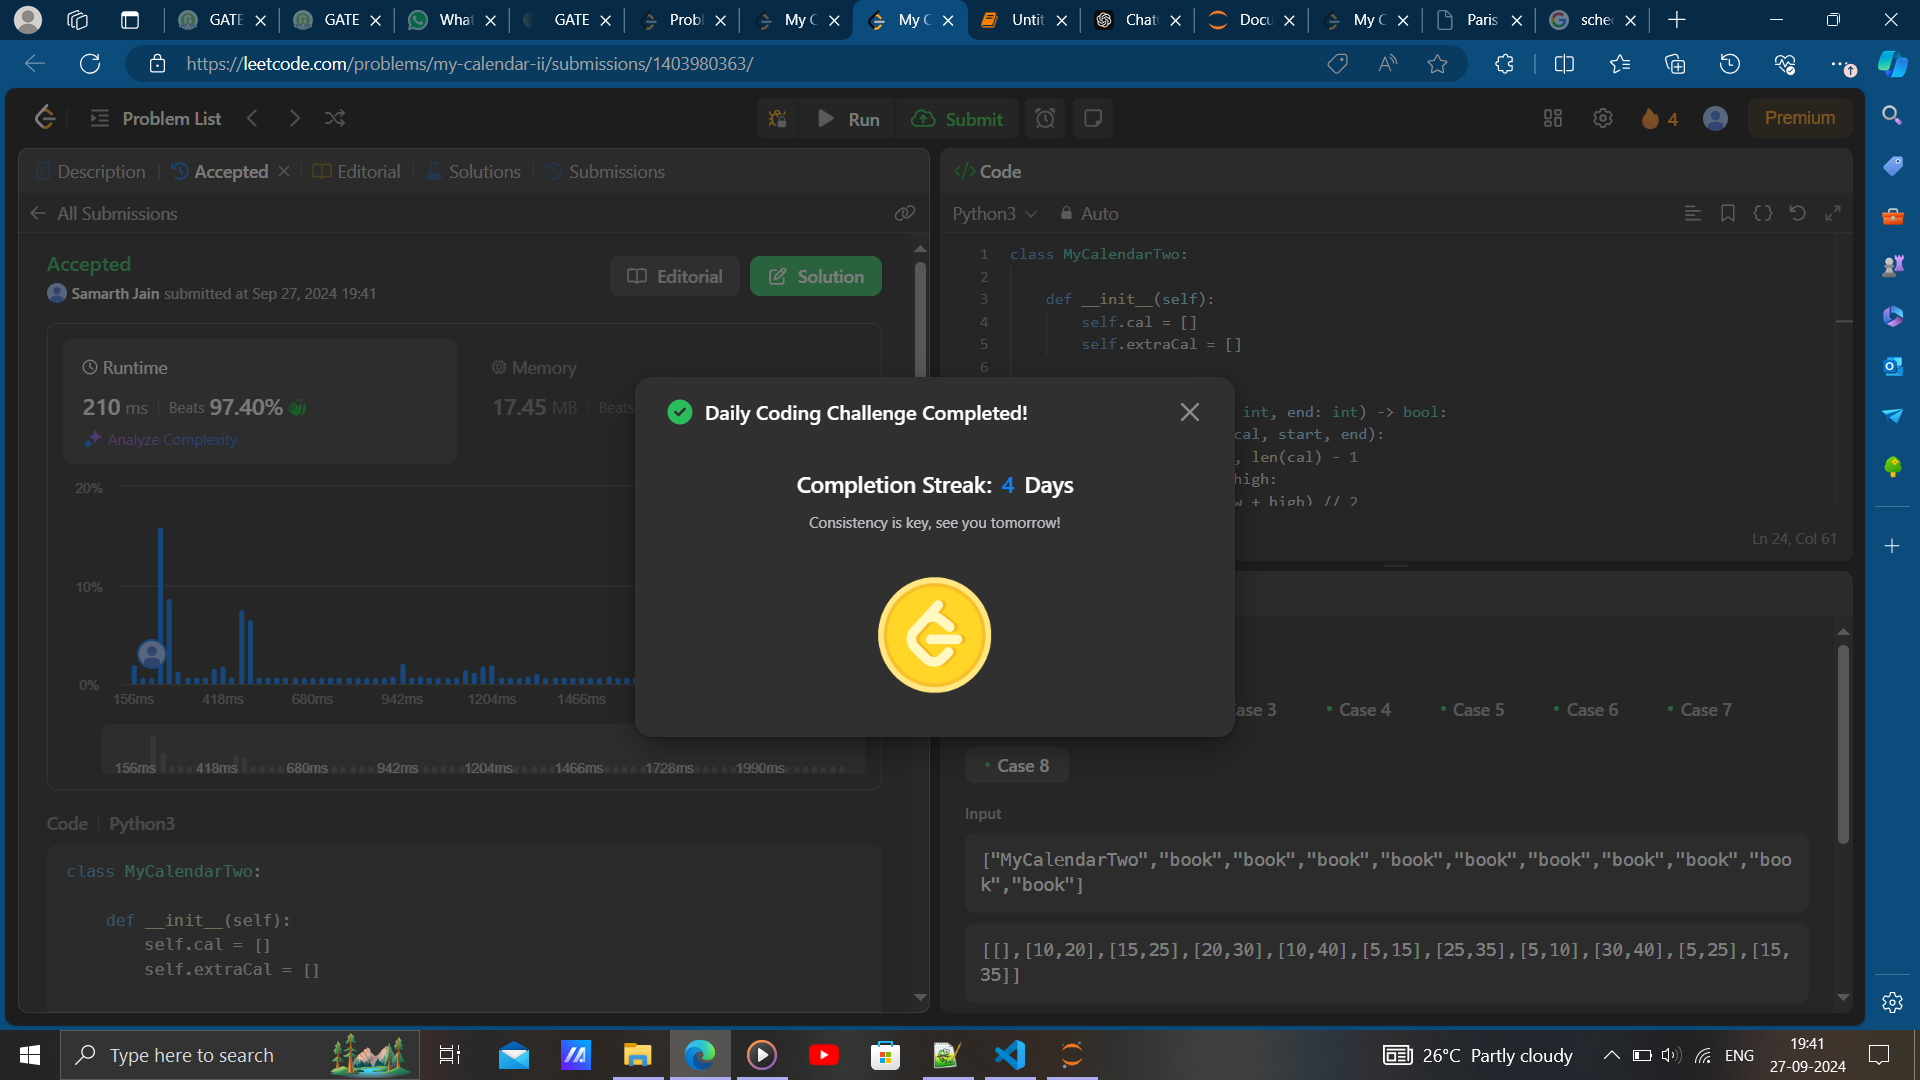 GATE
GATE
What
GATE
Probl
My C
My C
Untit
Chat
Docu
My C
Paris
sche
https://leetcode.com/problems/my-calendar-ii/submissions/1403980363/
Problem List
Run
Submit
4
Premium
Description
Accepted
Editorial
Solutions
Submissions
All Submissions
Accepted
Samarth Jain submitted at Sep 27, 2024 19:41
Editorial
Solution
Runtime
210 ms
Beats 97.40%
Analyze Complexity
Memory
17.45 MB
Beats
20%
10%
0%
156ms 418ms 680ms 942ms 1204ms 1466ms
156ms 418ms 680ms 942ms 1204ms 1466ms 1728ms 1990ms
Code
Python3
class MyCalendarTwo:
def __init__(self):
self.cal = []
self.extraCal = []
Daily Coding Challenge Completed!
Completion Streak: 4 Days
Consistency is key, see you tomorrow!
Code
Python3
Auto
1 class MyCalendarTwo:
2
3 def __init__(self):
4 self.cal = []
5 self.extraCal = []
6
int, end: int) -> bool:
cal, start, end):
, len(cal) - 1
high:
w + high) // 2
Ln 24, Col 61
Case 3
Case 4
Case 5
Case 6
Case 7
Case 8
Input
["MyCalendarTwo","book","book","book","book","book","book","book","book","boo
k","book"]
[[],[10,20],[15,25],[20,30],[10,40],[5,15],[25,35],[5,10],[30,40],[5,25],[15,
35]]
Type here to search
26°C Partly cloudy
ENG
19:41
27-09-2024